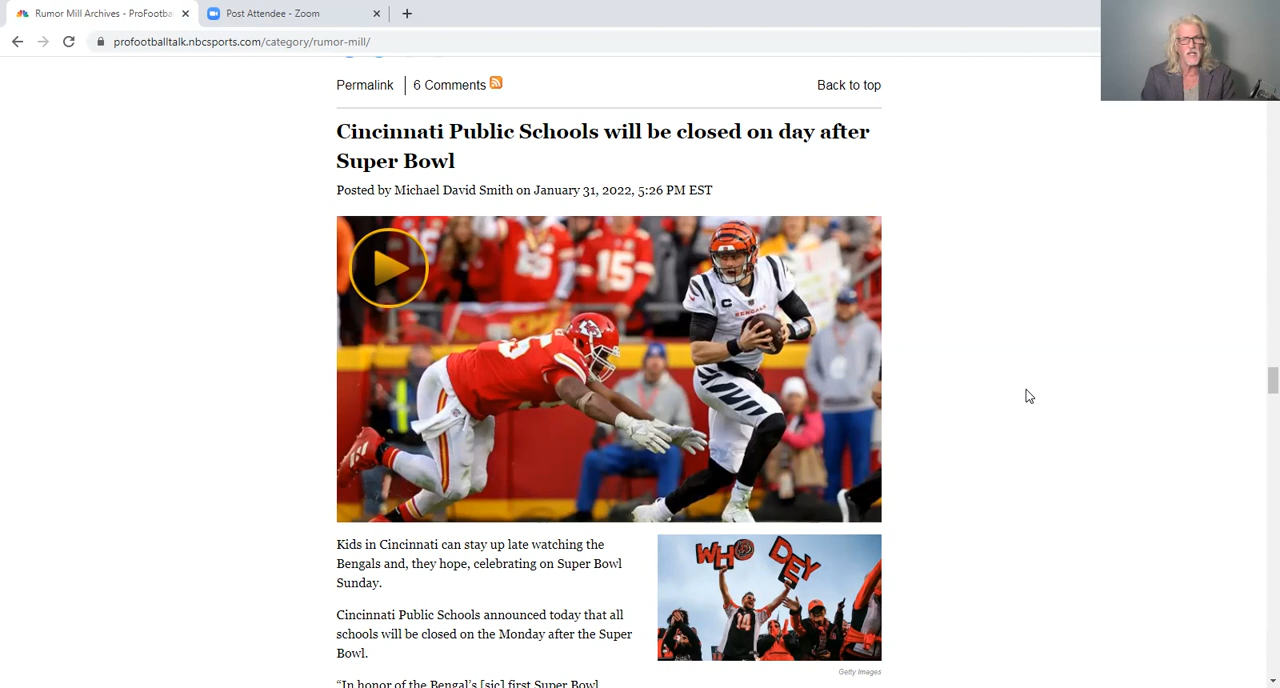 Rumor Mill Archives - ProFootba
Post Attendee - Zoom
profootballtalk.nbcsports.com/category/rumor-mill/
Permalink
6 Comments
Back to top
Cincinnati Public Schools will be closed on day after
Super Bowl
Posted by Michael David Smith on January 31, 2022, 5:26 PM EST
15
C
BENGALS
Kids in Cincinnati can stay up late watching the
Bengals and, they hope, celebrating on Super Bowl
Sunday.
WHO DEY
14
Cincinnati Public Schools announced today that all
schools will be closed on the Monday after the Super
Bowl.
Getty Images
“In honor of the Bengal’s [sic] first Super Bowl